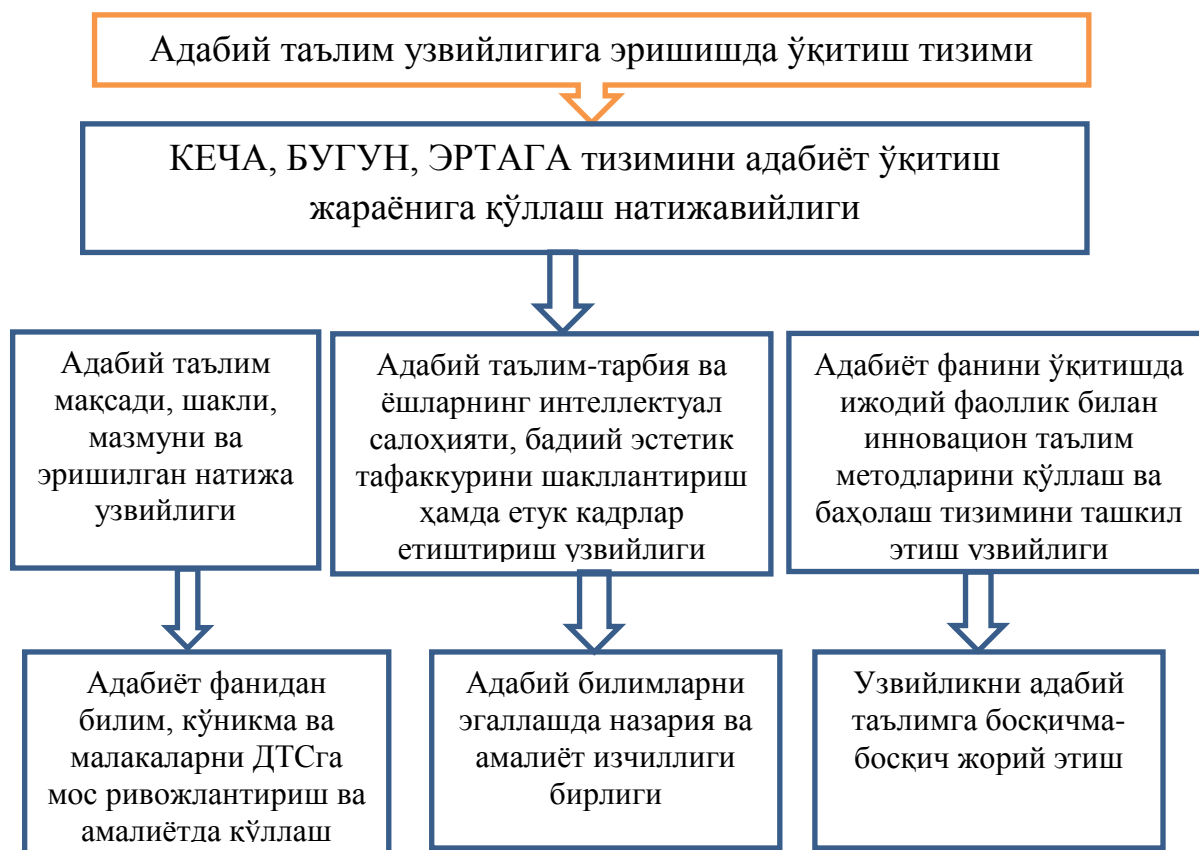 Адабий таълим узвийлигига эришишда ўқитиш тизими
КЕЧА, БУГУН, ЭРТАГА тизимини адабиёт ўқитиш
жараёнига қўллаш натижавийлиги
Адабий таълим
мақсади, шакли,
мазмуни ва
эришилган натижа
узвийлиги
Адабий таълим-тарбия ва
ёшларнинг интеллектуал
салоҳияти, бадиий эстетик
тафаккурини шакллантириш
ҳамда етук кадрлар
етиштириш узвийлиги
Адабиёт фанини ўқитишда
ижодий фаоллик билан
инновацион таълим
методларини қўллаш ва
баҳолаш тизимини ташкил
этиш узвийлиги
Адабиёт фанидан
билим, кўникма ва
малакаларни ДТСга
мос ривожлантириш ва
амалиётда қўллаш
Адабий билимларни
эгаллашда назария ва
амалиёт изчиллиги
бирлиги
Узвийликни адабий
таълимга босқичма-
босқич жорий этиш